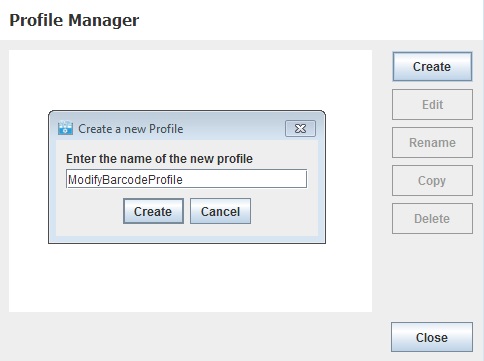 Profile Manager
Create
Edit
Rename
Copy
Delete
Create a new Profile
Enter the name of the new profile
ModifyBarcodeProfile
Create Cancel
Close